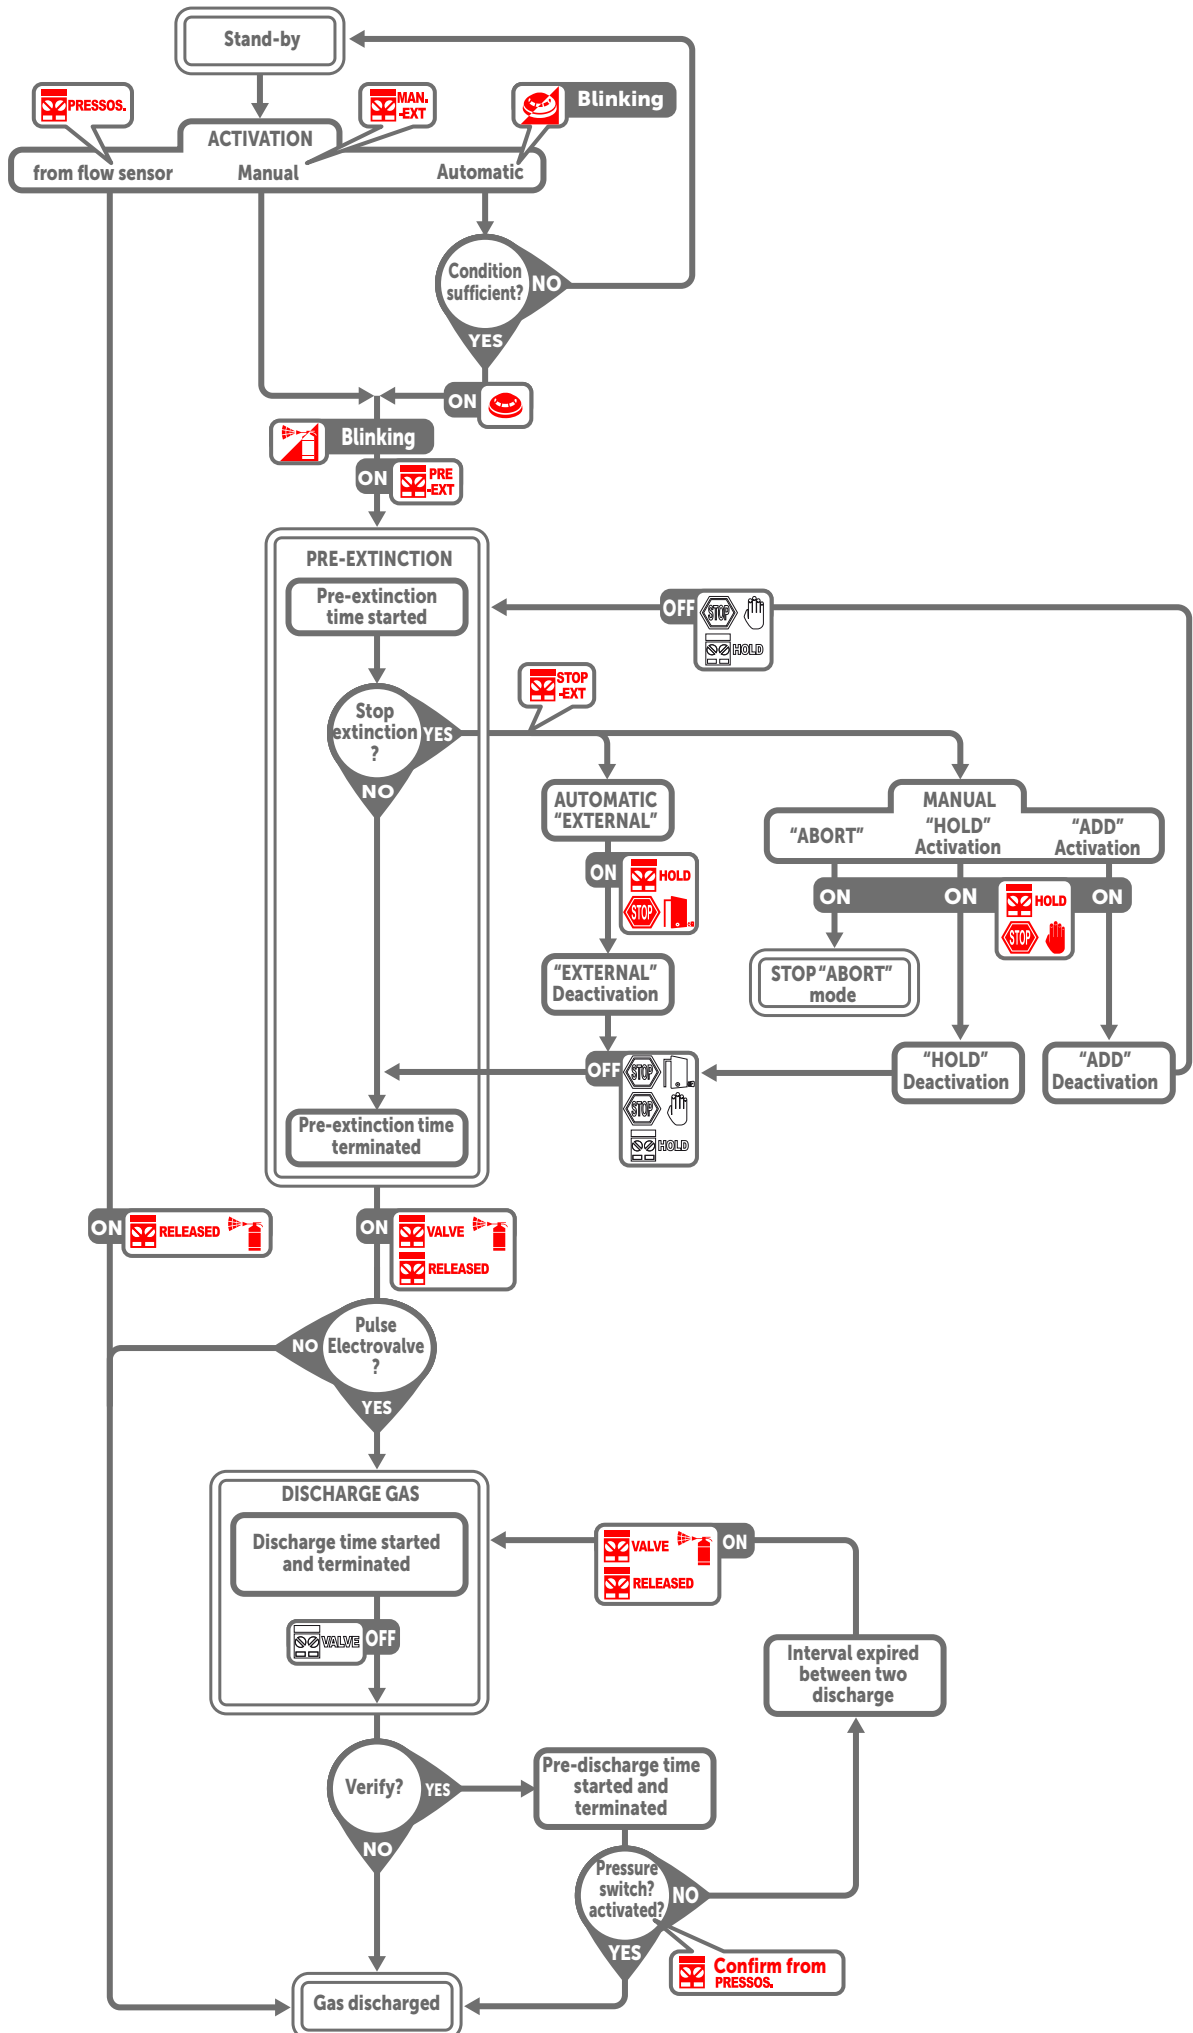 Stand-by
PRESSOS.
MAN.
-EXT
Blinking
ACTIVATION
from flow sensor
Manual
Automatic
Condition
sufficient?
NO
YES
ON
Blinking
ON
PRE
-EXT
PRE-EXTINCTION
Pre-extinction
time started
OFF
STOP
HOLD
STOP
-EXT
Stop
extinction
?
YES
NO
AUTOMATIC
“EXTERNAL”
MANUAL
“ABORT”
“HOLD”
Activation
“ADD”
Activation
ON
HOLD
STOP
ON
ON
HOLD
STOP
ON
“EXTERNAL”
Deactivation
STOP “ABORT”
mode
“HOLD”
Deactivation
“ADD”
Deactivation
OFF
STOP
STOP
HOLD
Pre-extinction time
terminated
ON
RELEASED
ON
VALVE
RELEASED
Pulse
Electrovalve
?
NO
YES
DISCHARGE GAS
Discharge time started
and terminated
VALVE
RELEASED
ON
VALVE
OFF
Interval expired
between two
discharge
Verify?
YES
NO
Pre-discharge time
started and
terminated
Pressure
switch?
activated?
NO
YES
Confirm from
PRESSOS.
Gas discharged